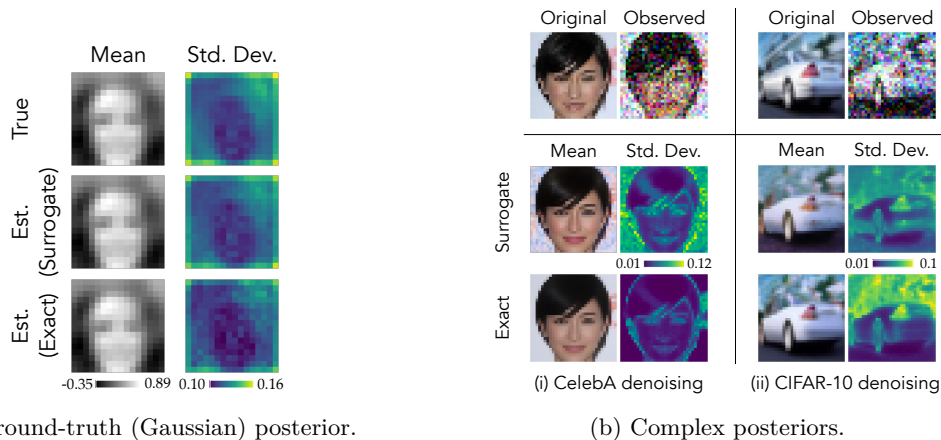 Mean Std. Dev.
True
Est.
(Surrogate)
Est.
(Exact)
-0.35 0.89 0.10 0.16
round-truth (Gaussian) posterior.
Original Observed Original Observed
Mean Std. Dev. Mean Std. Dev.
Surrogate
0.01 0.12 0.01 0.1
Exact
(i) CelebA denoising (ii) CIFAR-10 denoising
(b) Complex posteriors.